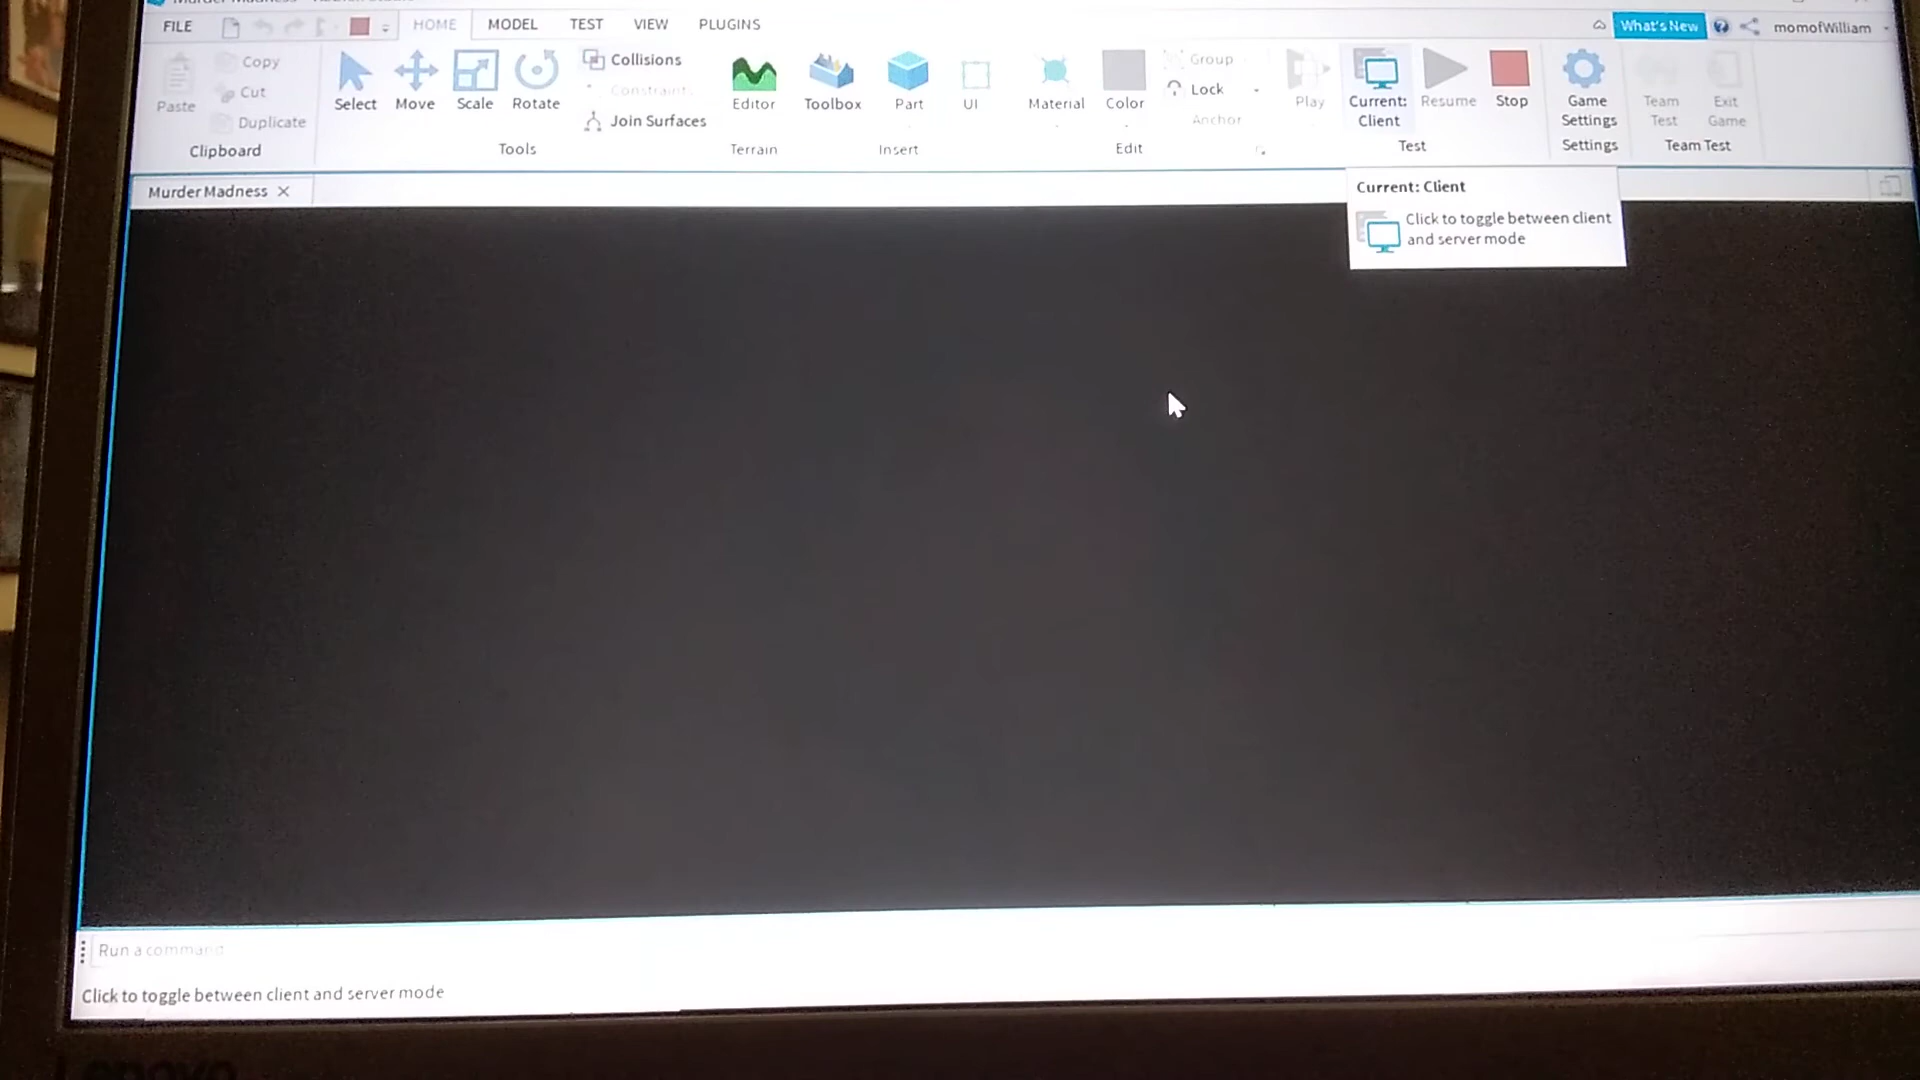 FILE
HOME
MODEL
TEST
VIEW
PLUGINS
What's New
momofWilliam
Paste
Copy
Cut
Duplicate
Clipboard
Select
Move
Scale
Rotate
Collisions
Constraints
Join Surfaces
Tools
Editor
Terrain
Toolbox
Part
UI
Insert
Material
Color
Group
Lock
Anchor
Edit
Play
Current:
Client
Resume
Stop
Test
Game
Settings
Settings
Team
Test
Exit
Game
Team Test
Murder Madness
Current: Client
Click to toggle between client
and server mode
Run a command
Click to toggle between client and server mode